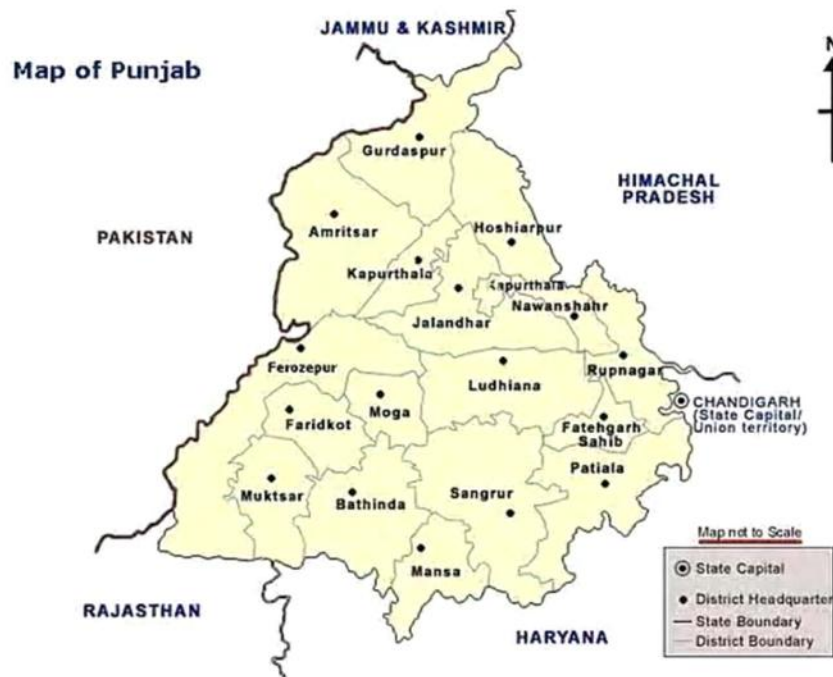 JAMMU & KASHMIR
N
Map of Punjab
Gurdaspur
HIMACHAL
PRADESH
PAKISTAN
Amritsar
Hoshiarpur
Kapurthala
Kapurthala
Nawanshahr
Jalandhar
Ferozepur
Ludhiana
Rupnagar
CHANDIGARH
(State Capital/
Union territory)
Moga
Faridkot
Fatehgarh
Sahib
Patiala
Muktsar
Bathinda
Sangrur
Map not to Scale
Mansa
State Capital
District Headquarter
State Boundary
District Boundary
RAJASTHAN
HARYANA